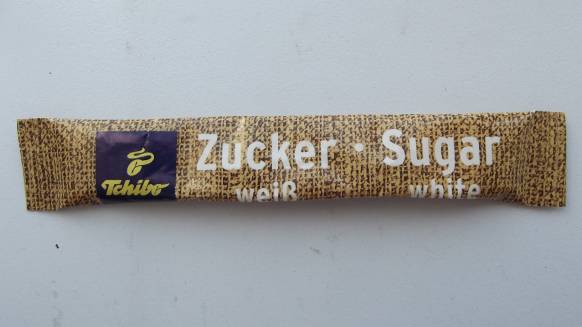 Zucker · Sugar
weiß white
Tchibo